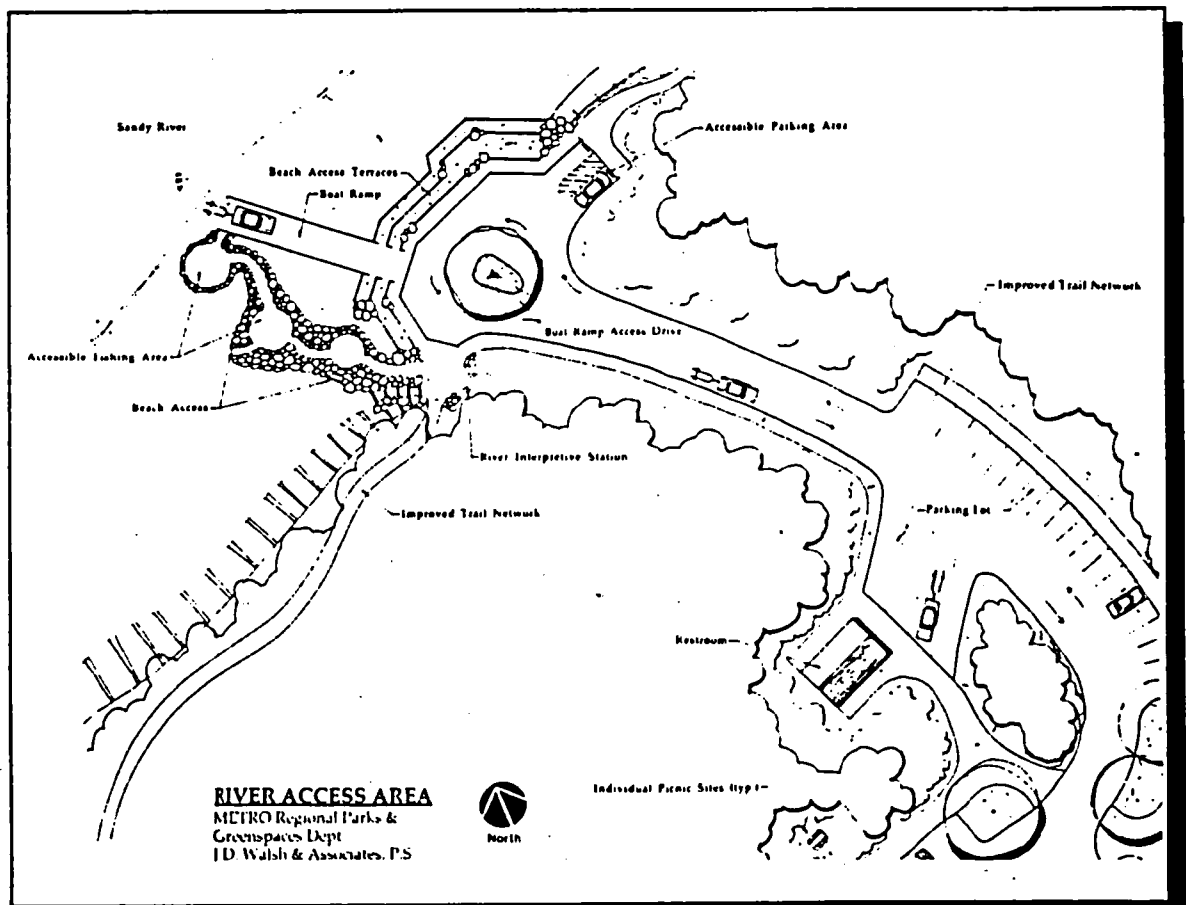 Sandy River
Accessible Parking Area
Beach Access Terraces
Boat Ramp
Improved Trail Network
Boat Ramp Access Drive
Accessible Fishing Area
Beach Access
River Interpretive Station
Improved Trail Network
Parking Lot
Restroom
Individual Picnic Sites (typ)
RIVER ACCESS AREA
METRO Regional Parks &
Greenspaces Dept
J.D. Walsh & Associates, P.S.
North